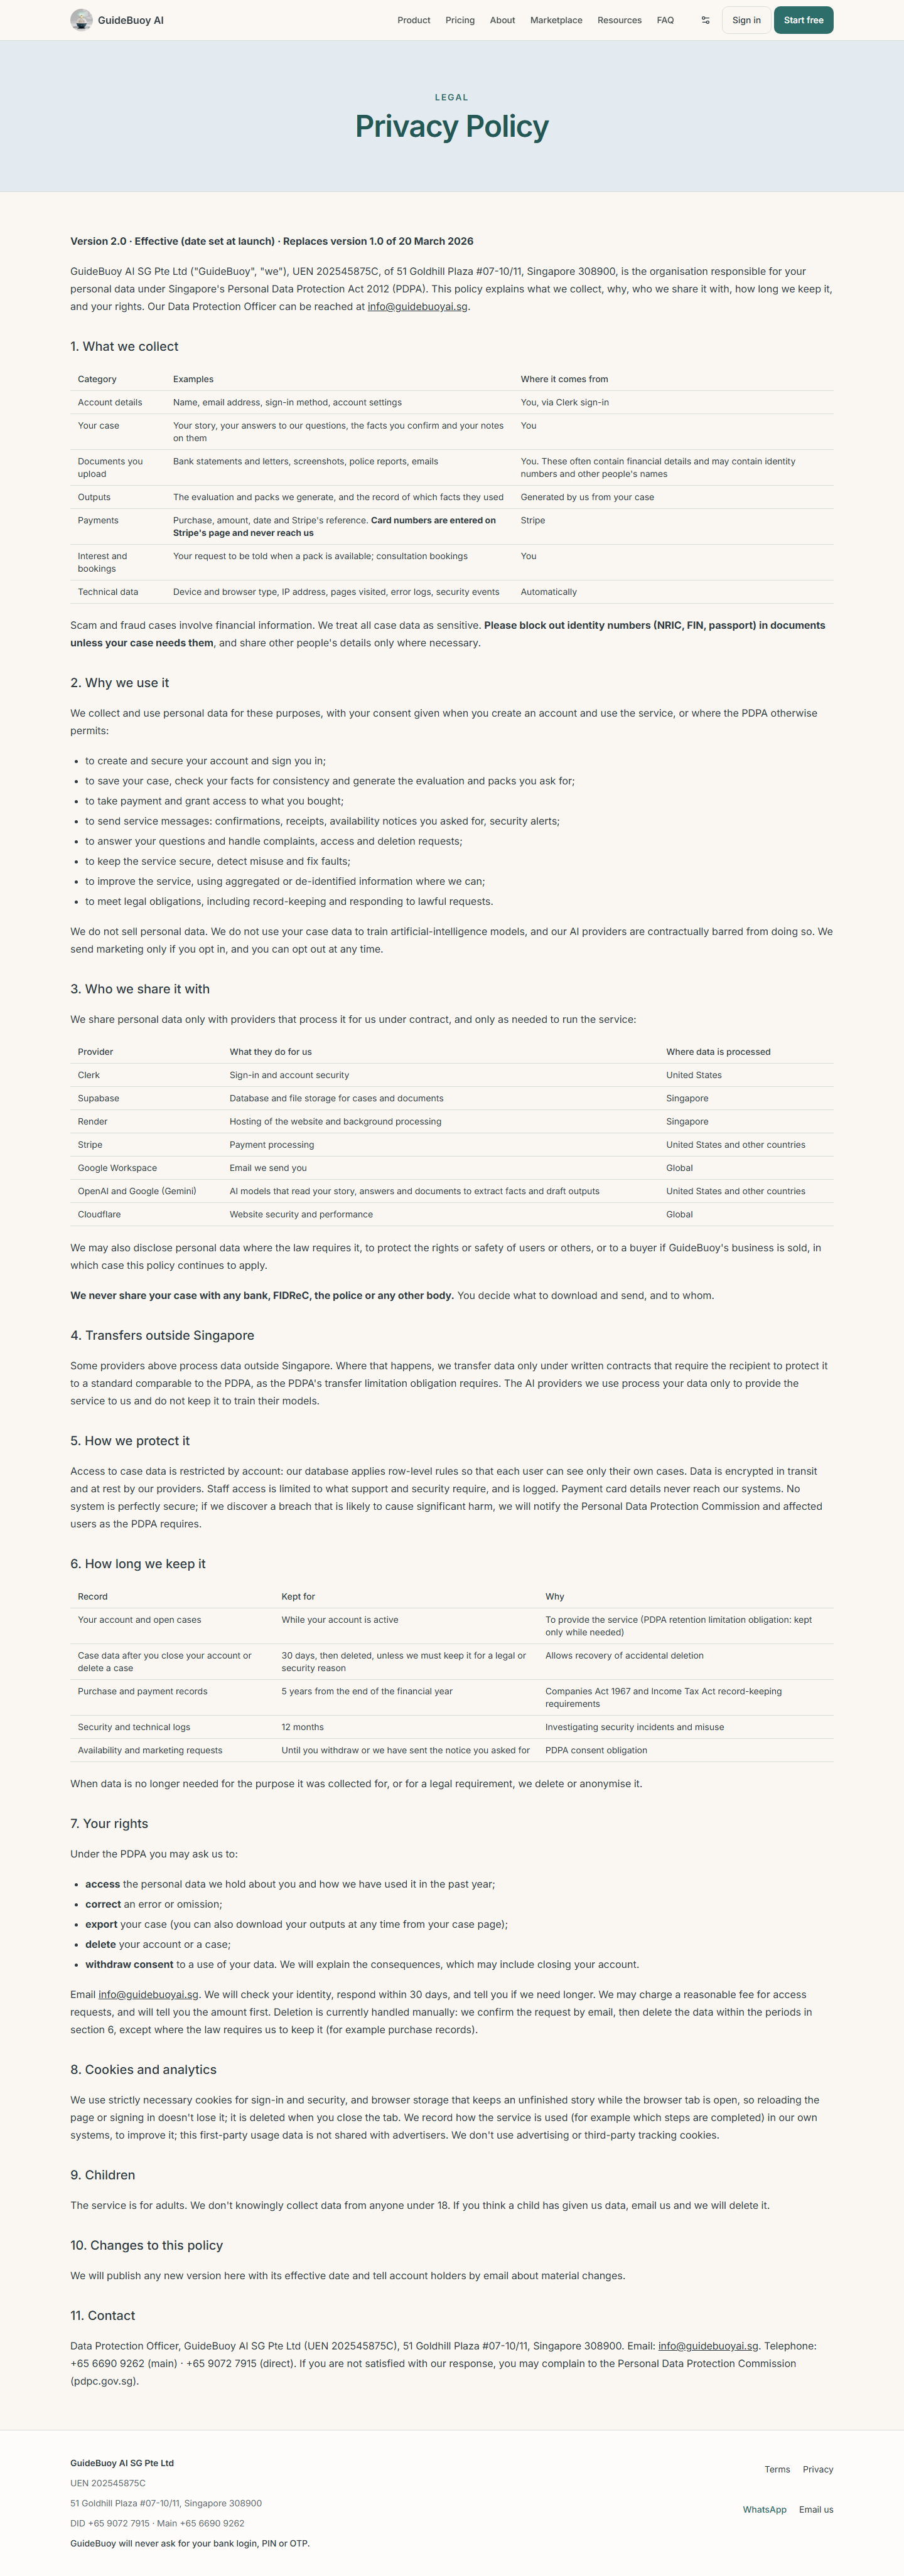 GuideBuoy AI
Product Pricing About Marketplace Resources FAQ Sign in Start free
LEGAL
Privacy Policy
Version 2.0 · Effective (date set at launch) · Replaces version 1.0 of 20 March 2026
GuideBuoy AI SG Pte Ltd ("GuideBuoy", "we"), UEN 202545875C, of 51 Goldhill Plaza #07-10/11, Singapore 308900, is the organisation responsible for your
personal data under Singapore's Personal Data Protection Act 2012 (PDPA). This policy explains what we collect, why, who we share it with, how long we keep it,
and your rights. Our Data Protection Officer can be reached at info@guidebuoyai.sg.
1. What we collect
Category Examples Where it comes from
Account details Name, email address, sign-in method, account settings You, via Clerk sign-in
Your case Your story, your answers to our questions, the facts you confirm and your notes You
on them
Documents you Bank statements and letters, screenshots, police reports, emails You. These often contain financial details and may contain identity
upload numbers and other people's names
Outputs The evaluation and packs we generate, and the record of which facts they used Generated by us from your case
Payments Purchase, amount, date and Stripe's reference. Card numbers are entered on Stripe
Stripe's page and never reach us
Interest and Your request to be told when a pack is available; consultation bookings You
bookings
Technical data Device and browser type, IP address, pages visited, error logs, security events Automatically
Scam and fraud cases involve financial information. We treat all case data as sensitive. Please block out identity numbers (NRIC, FIN, passport) in documents
unless your case needs them, and share other people's details only where necessary.
2. Why we use it
We collect and use personal data for these purposes, with your consent given when you create an account and use the service, or where the PDPA otherwise
permits:
• to create and secure your account and sign you in;
• to save your case, check your facts for consistency and generate the evaluation and packs you ask for;
• to take payment and grant access to what you bought;
• to send service messages: confirmations, receipts, availability notices you asked for, security alerts;
• to answer your questions and handle complaints, access and deletion requests;
• to keep the service secure, detect misuse and fix faults;
• to improve the service, using aggregated or de-identified information where we can;
• to meet legal obligations, including record-keeping and responding to lawful requests.
We do not sell personal data. We do not use your case data to train artificial-intelligence models, and our AI providers are contractually barred from doing so. We
send marketing only if you opt in, and you can opt out at any time.
3. Who we share it with
We share personal data only with providers that process it for us under contract, and only as needed to run the service:
Provider What they do for us Where data is processed
Clerk Sign-in and account security United States
Supabase Database and file storage for cases and documents Singapore
Render Hosting of the website and background processing Singapore
Stripe Payment processing United States and other countries
Google Workspace Email we send you Global
OpenAI and Google (Gemini) AI models that read your story, answers and documents to extract facts and draft outputs United States and other countries
Cloudflare Website security and performance Global
We may also disclose personal data where the law requires it, to protect the rights or safety of users or others, or to a buyer if GuideBuoy's business is sold, in
which case this policy continues to apply.
We never share your case with any bank, FIDReC, the police or any other body. You decide what to download and send, and to whom.
4. Transfers outside Singapore
Some providers above process data outside Singapore. Where that happens, we transfer data only under written contracts that require the recipient to protect it
to a standard comparable to the PDPA, as the PDPA's transfer limitation obligation requires. The AI providers we use process your data only to provide the
service to us and do not keep it to train their models.
5. How we protect it
Access to case data is restricted by account: our database applies row-level rules so that each user can see only their own cases. Data is encrypted in transit
and at rest by our providers. Staff access is limited to what support and security require, and is logged. Payment card details never reach our systems. No
system is perfectly secure; if we discover a breach that is likely to cause significant harm, we will notify the Personal Data Protection Commission and affected
users as the PDPA requires.
6. How long we keep it
Record Kept for Why
Your account and open cases While your account is active To provide the service (PDPA retention limitation obligation: kept
only while needed)
Case data after you close your account or 30 days, then deleted, unless we must keep it for a legal or Allows recovery of accidental deletion
delete a case security reason
Purchase and payment records 5 years from the end of the financial year Companies Act 1967 and Income Tax Act record-keeping
requirements
Security and technical logs 12 months Investigating security incidents and misuse
Availability and marketing requests Until you withdraw or we have sent the notice you asked for PDPA consent obligation
When data is no longer needed for the purpose it was collected for, or for a legal requirement, we delete or anonymise it.
7. Your rights
Under the PDPA you may ask us to:
• access the personal data we hold about you and how we have used it in the past year;
• correct an error or omission;
• export your case (you can also download your outputs at any time from your case page);
• delete your account or a case;
• withdraw consent to a use of your data. We will explain the consequences, which may include closing your account.
Email info@guidebuoyai.sg. We will check your identity, respond within 30 days, and tell you if we need longer. We may charge a reasonable fee for access
requests, and will tell you the amount first. Deletion is currently handled manually: we confirm the request by email, then delete the data within the periods in
section 6, except where the law requires us to keep it (for example purchase records).
8. Cookies and analytics
We use strictly necessary cookies for sign-in and security, and browser storage that keeps an unfinished story while the browser tab is open, so reloading the
page or signing in doesn't lose it; it is deleted when you close the tab. We record how the service is used (for example which steps are completed) in our own
systems, to improve it; this first-party usage data is not shared with advertisers. We don't use advertising or third-party tracking cookies.
9. Children
The service is for adults. We don't knowingly collect data from anyone under 18. If you think a child has given us data, email us and we will delete it.
10. Changes to this policy
We will publish any new version here with its effective date and tell account holders by email about material changes.
11. Contact
Data Protection Officer, GuideBuoy AI SG Pte Ltd (UEN 202545875C), 51 Goldhill Plaza #07-10/11, Singapore 308900. Email: info@guidebuoyai.sg. Telephone:
+65 6690 9262 (main) · +65 9072 7915 (direct). If you are not satisfied with our response, you may complain to the Personal Data Protection Commission
(pdpc.gov.sg).
GuideBuoy AI SG Pte Ltd
UEN 202545875C
51 Goldhill Plaza #07-10/11, Singapore 308900
DID +65 9072 7915 · Main +65 6690 9262
GuideBuoy will never ask for your bank login, PIN or OTP.
Terms Privacy
WhatsApp Email us